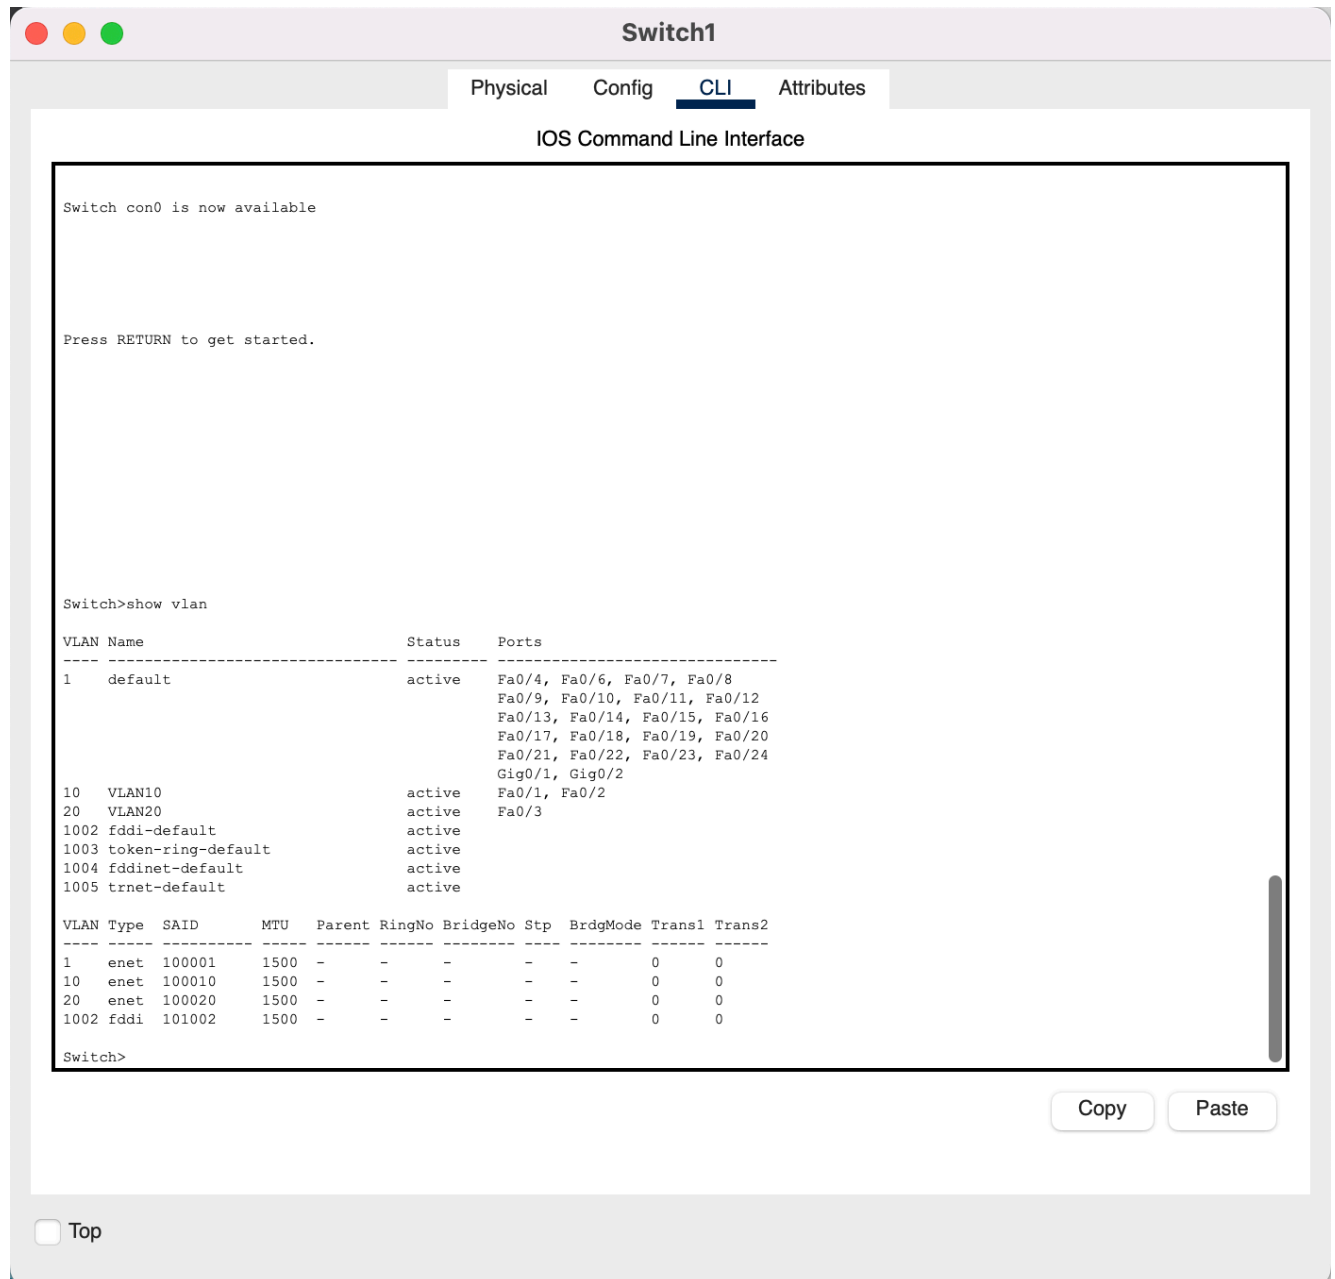 Switch1
Physical Config CLI Attributes
IOS Command Line Interface
Switch con0 is now available
Press RETURN to get started.
Switch>show vlan
VLAN Name                             Status    Ports
---- -------------------------------- --------- -------------------------------
1    default                          active    Fa0/4, Fa0/6, Fa0/7, Fa0/8
                                                Fa0/9, Fa0/10, Fa0/11, Fa0/12
                                                Fa0/13, Fa0/14, Fa0/15, Fa0/16
                                                Fa0/17, Fa0/18, Fa0/19, Fa0/20
                                                Fa0/21, Fa0/22, Fa0/23, Fa0/24
                                                Gig0/1, Gig0/2
10   VLAN10                           active    Fa0/1, Fa0/2
20   VLAN20                           active    Fa0/3
1002 fddi-default                     active
1003 token-ring-default               active
1004 fddinet-default                  active
1005 trnet-default                    active
VLAN Type  SAID       MTU   Parent RingNo BridgeNo Stp  BrdgMode Trans1 Trans2
---- ----- ---------- ----- ------ ------ -------- ---- -------- ------ ------
1    enet  100001     1500  -      -      -        -    -        0      0
10   enet  100010     1500  -      -      -        -    -        0      0
20   enet  100020     1500  -      -      -        -    -        0      0
1002 fddi  101002     1500  -      -      -        -    -        0      0
Switch>
Copy Paste
Top